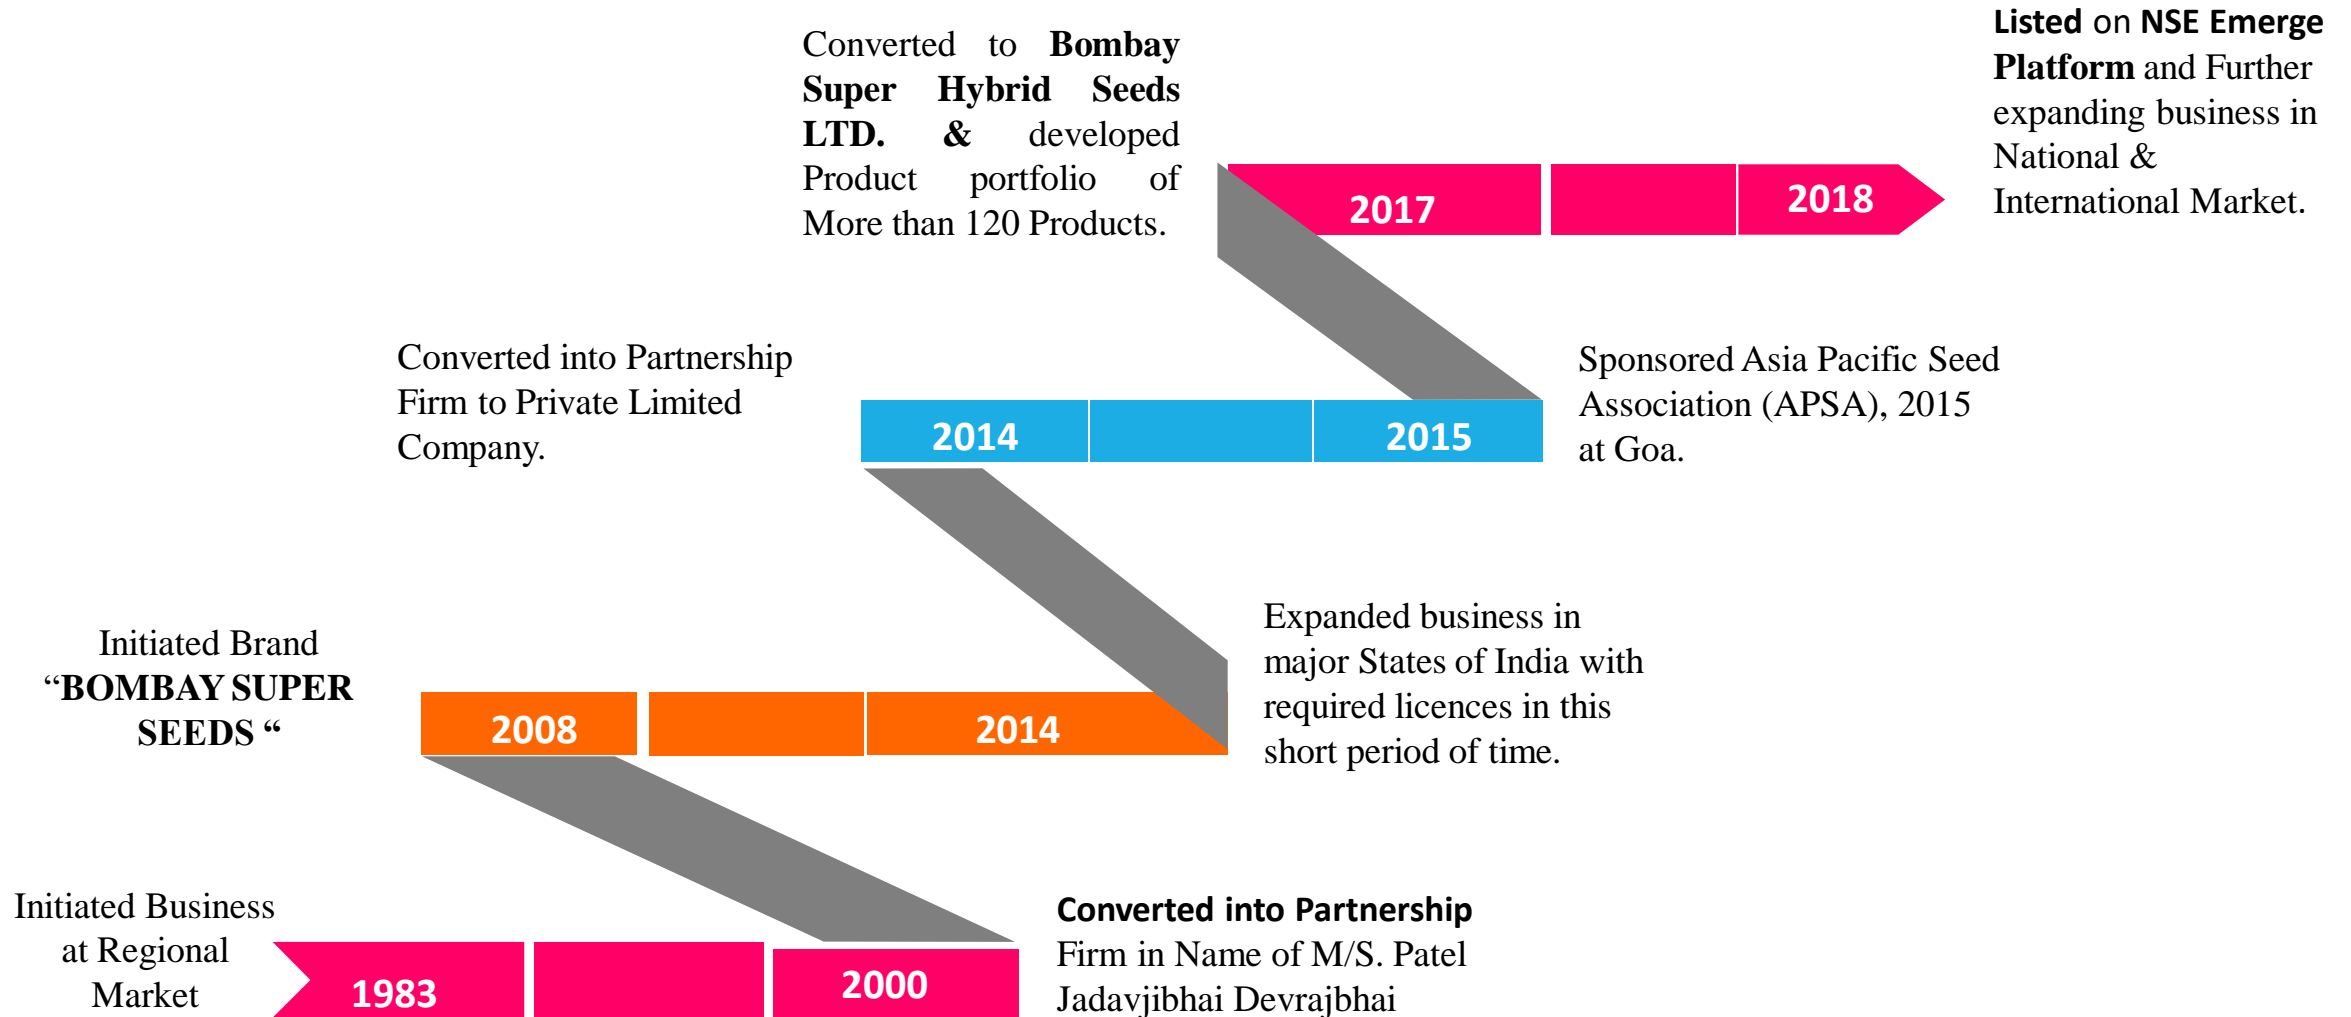 Listed on NSE Emerge
Platform and Further
expanding business in
National &
International Market.
Converted to Bombay
Super Hybrid Seeds
LTD. & developed
Product portfolio of
More than 120 Products.
2017
2018
Converted into Partnership
Firm to Private Limited
Company.
2014
2015
Sponsored Asia Pacific Seed
Association (APSA), 2015
at Goa.
Initiated Brand
“BOMBAY SUPER
SEEDS “
2008
2014
Expanded business in
major States of India with
required licences in this
short period of time.
Initiated Business
at Regional
Market
1983
2000
Converted into Partnership
Firm in Name of M/S. Patel
Jadavjibhai Devrajbhai